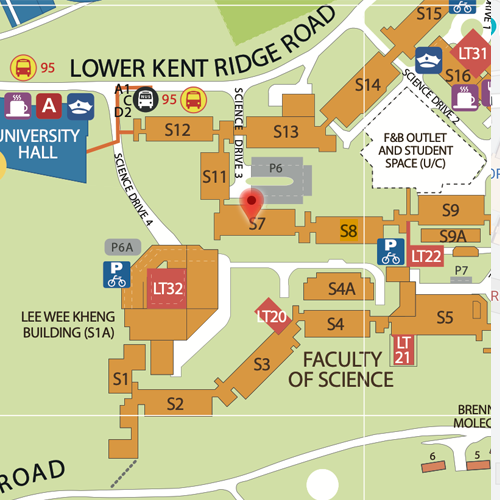 S15
DRIVE 1
LT31
S16
95
LOWER KENT RIDGE ROAD
SCIENCE DRIVE 2
S14
A1
C
D2
95
A
UNIVERSITY
HALL
S12
SCIENCE DRIVE 3
S13
F&B OUTLET
AND STUDENT
SPACE (U/C)
S11
P6
SCIENCE DRIVE 4
S7
S8
S9
S9A
P6A
P
P
LT22
P7
LT32
S4A
LT20
S4
S5
LEE WEE KHENG
BUILDING (S1A)
LT
21
S3
FACULTY
OF SCIENCE
S1
S2
BRENN
MOLEC
6
5
ROAD